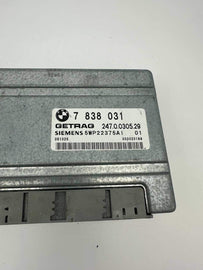 7 838 031
GETRAG 247.0.0305.29
SIEMENS 5WP22375A1 01